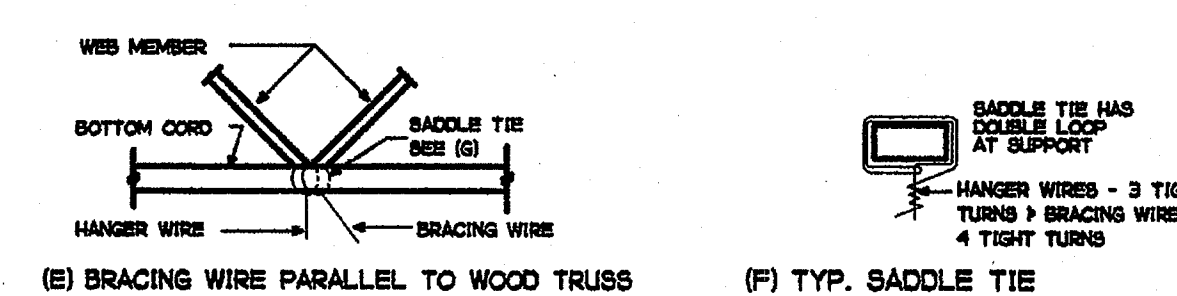 WEB MEMBER
BOTTOM CORD
SADDLE TIE
SEE (G)
HANGER WIRE
BRACING WIRE
(E) BRACING WIRE PARALLEL TO WOOD TRUSS
SADDLE TIE HAS
DOUBLE LOOP
AT SUPPORT
HANGER WIRES - 3 TIG
TURNS & BRACING WIRE
4 TIGHT TURNS
(F) TYP. SADDLE TIE